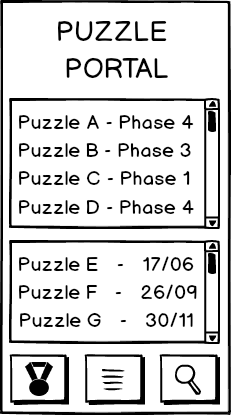 PUZZLE
PORTAL
Puzzle A - Phase 4
Puzzle B - Phase 3
Puzzle C - Phase 1
Puzzle D - Phase 4
Puzzle E - 17/06
Puzzle F - 26/09
Puzzle G - 30/11